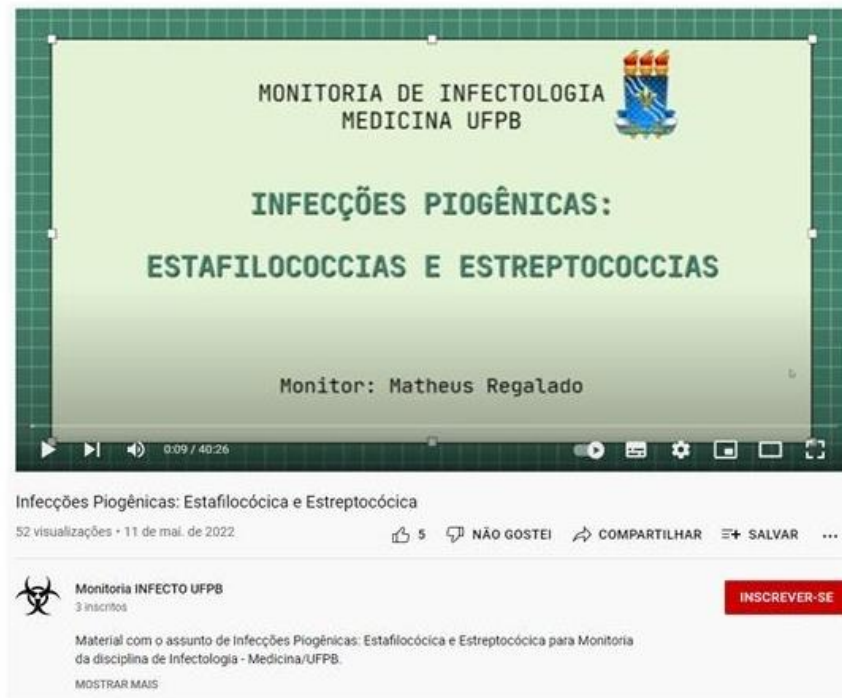 MONITORIA DE INFECTOLOGIA
MEDICINA UFPB
INFECÇÕES PIOGÊNICAS:
ESTAFILOCOCCIAS E ESTREPTOCOCCIAS
Monitor: Matheus Regalado
0:09 / 40:26
Infecções Piogênicas: Estafilocócica e Estreptocócica
52 visualizações • 11 de mai. de 2022
5 NÃO GOSTEI COMPARTILHAR SALVAR ...
Monitoria INFECTO UFPB
3 inscritos
INSCREVER-SE
Material com o assunto de Infecções Piogênicas: Estafilocócica e Estreptocócica para Monitoria
da disciplina de Infectologia - Medicina/UFPB.
MOSTRAR MAIS